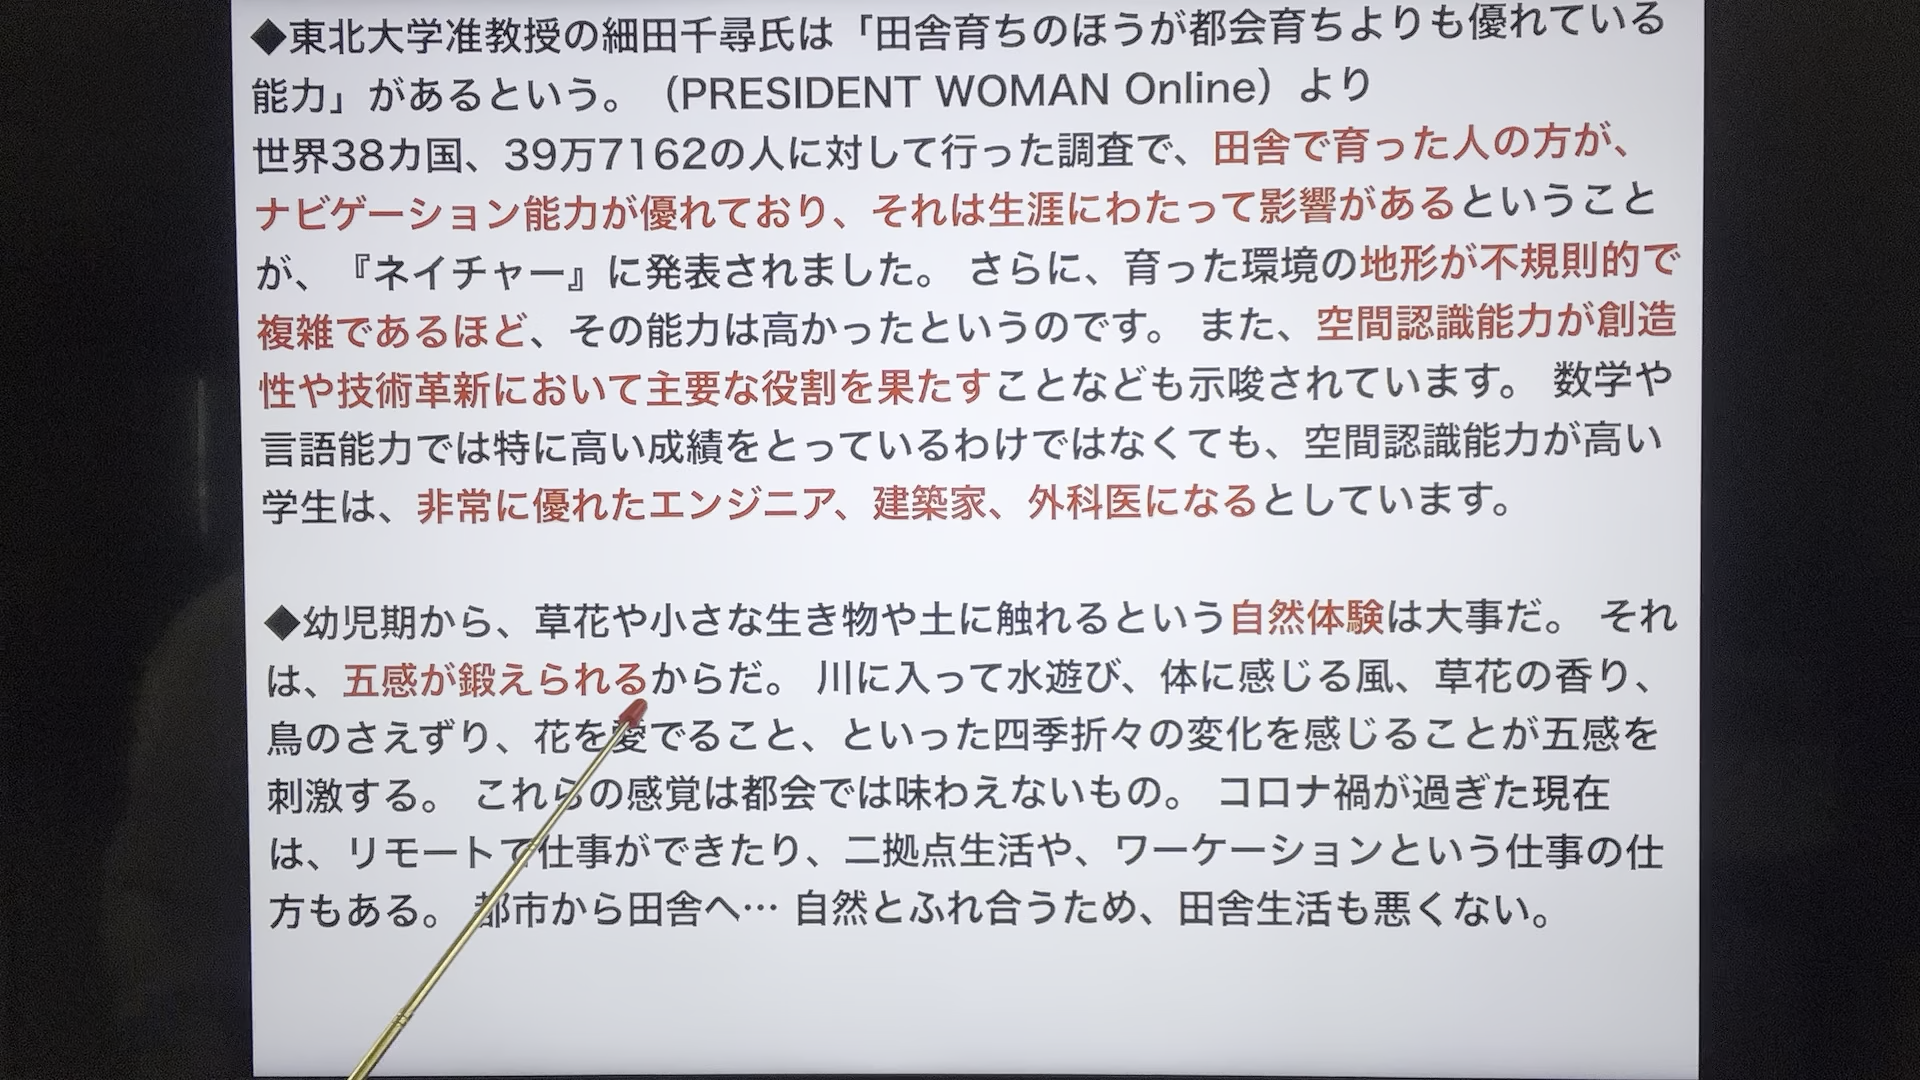 ◆東北大学准教授の細田千尋氏は「田舎育ちのほうが都会育ちよりも優れている
能力」があるという。（PRESIDENT WOMAN Online）より
世界38カ国、39万7162の人に対して行った調査で、田舎で育った人の方が、
ナビゲーション能力が優れており、それは生涯にわたって影響があるということ
が、『ネイチャー』に発表されました。 さらに、育った環境の地形が不規則的で
複雑であるほど、その能力は高かったというのです。 また、空間認識能力が創造
性や技術革新において主要な役割を果たすことなども示唆されています。 数学や
言語能力では特に高い成績をとっているわけではなくても、空間認識能力が高い
学生は、非常に優れたエンジニア、建築家、外科医になるとしています。
◆幼児期から、草花や小さな生き物や土に触れるという自然体験は大事だ。 それ
は、五感が鍛えられるからだ。 川に入って水遊び、体に感じる風、草花の香り、
鳥のさえずり、花を愛でること、といった四季折々の変化を感じることが五感を
刺激する。 これらの感覚は都会では味わえないもの。 コロナ禍が過ぎた現在
は、リモートで仕事ができたり、二拠点生活や、ワーケーションという仕事の仕
方もある。 都市から田舎へ… 自然とふれ合うため、田舎生活も悪くない。